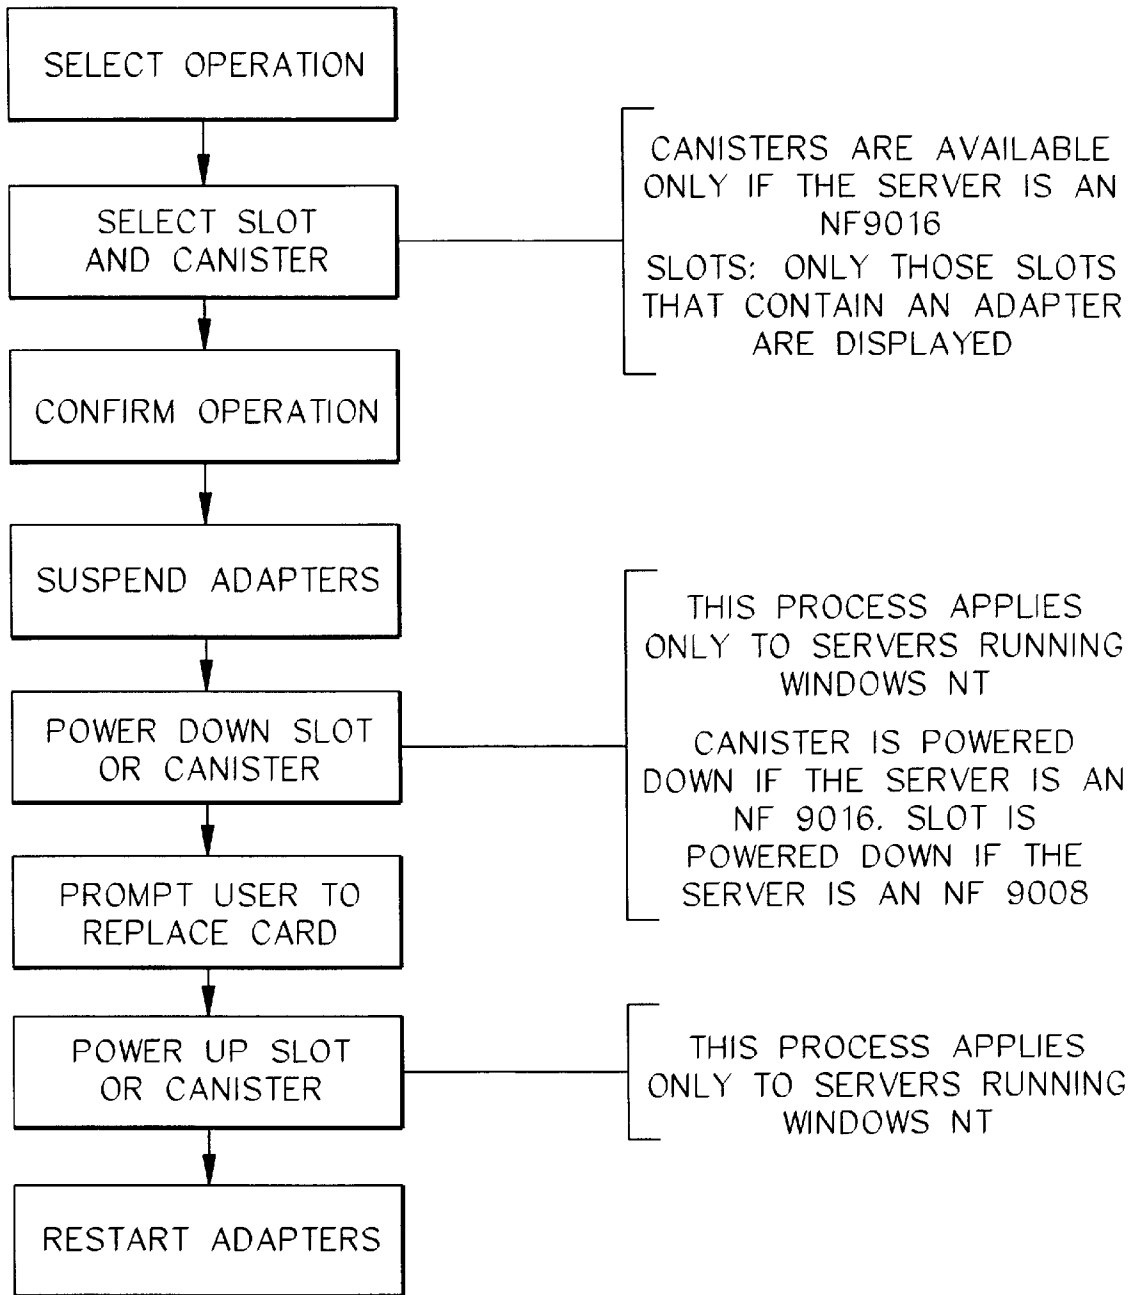 SELECT OPERATION
SELECT SLOT
AND CANISTER
CANISTERS ARE AVAILABLE
ONLY IF THE SERVER IS AN
NF9016
SLOTS: ONLY THOSE SLOTS
THAT CONTAIN AN ADAPTER
ARE DISPLAYED
CONFIRM OPERATION
SUSPEND ADAPTERS
POWER DOWN SLOT
OR CANISTER
THIS PROCESS APPLIES
ONLY TO SERVERS RUNNING
WINDOWS NT
CANISTER IS POWERED
DOWN IF THE SERVER IS AN
NF 9016. SLOT IS
POWERED DOWN IF THE
SERVER IS AN NF 9008
PROMPT USER TO
REPLACE CARD
POWER UP SLOT
OR CANISTER
THIS PROCESS APPLIES
ONLY TO SERVERS RUNNING
WINDOWS NT
RESTART ADAPTERS